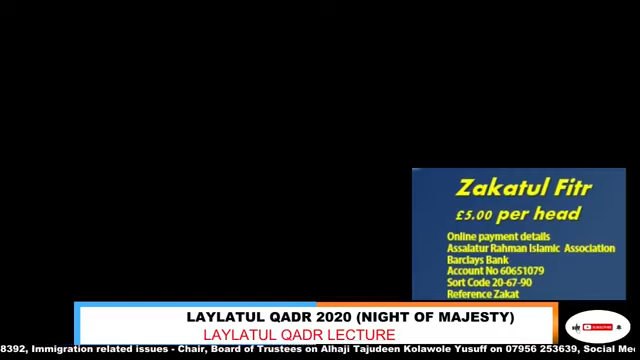 Zakatul Fitr
£5.00 per head
Online payment details
Assalatur Rahman Islamic Association
Barclays Bank
Account No 60651079
Sort Code 20-67-90
Reference Zakat
LAYLATUL QADR 2020 (NIGHT OF MAJESTY)
LAYLATUL QADR LECTURE
8392, Immigration related issues - Chair, Board of Trustees on Alhaji Tajudeen Kolawole Yusuff on 07956 253639, Social Me